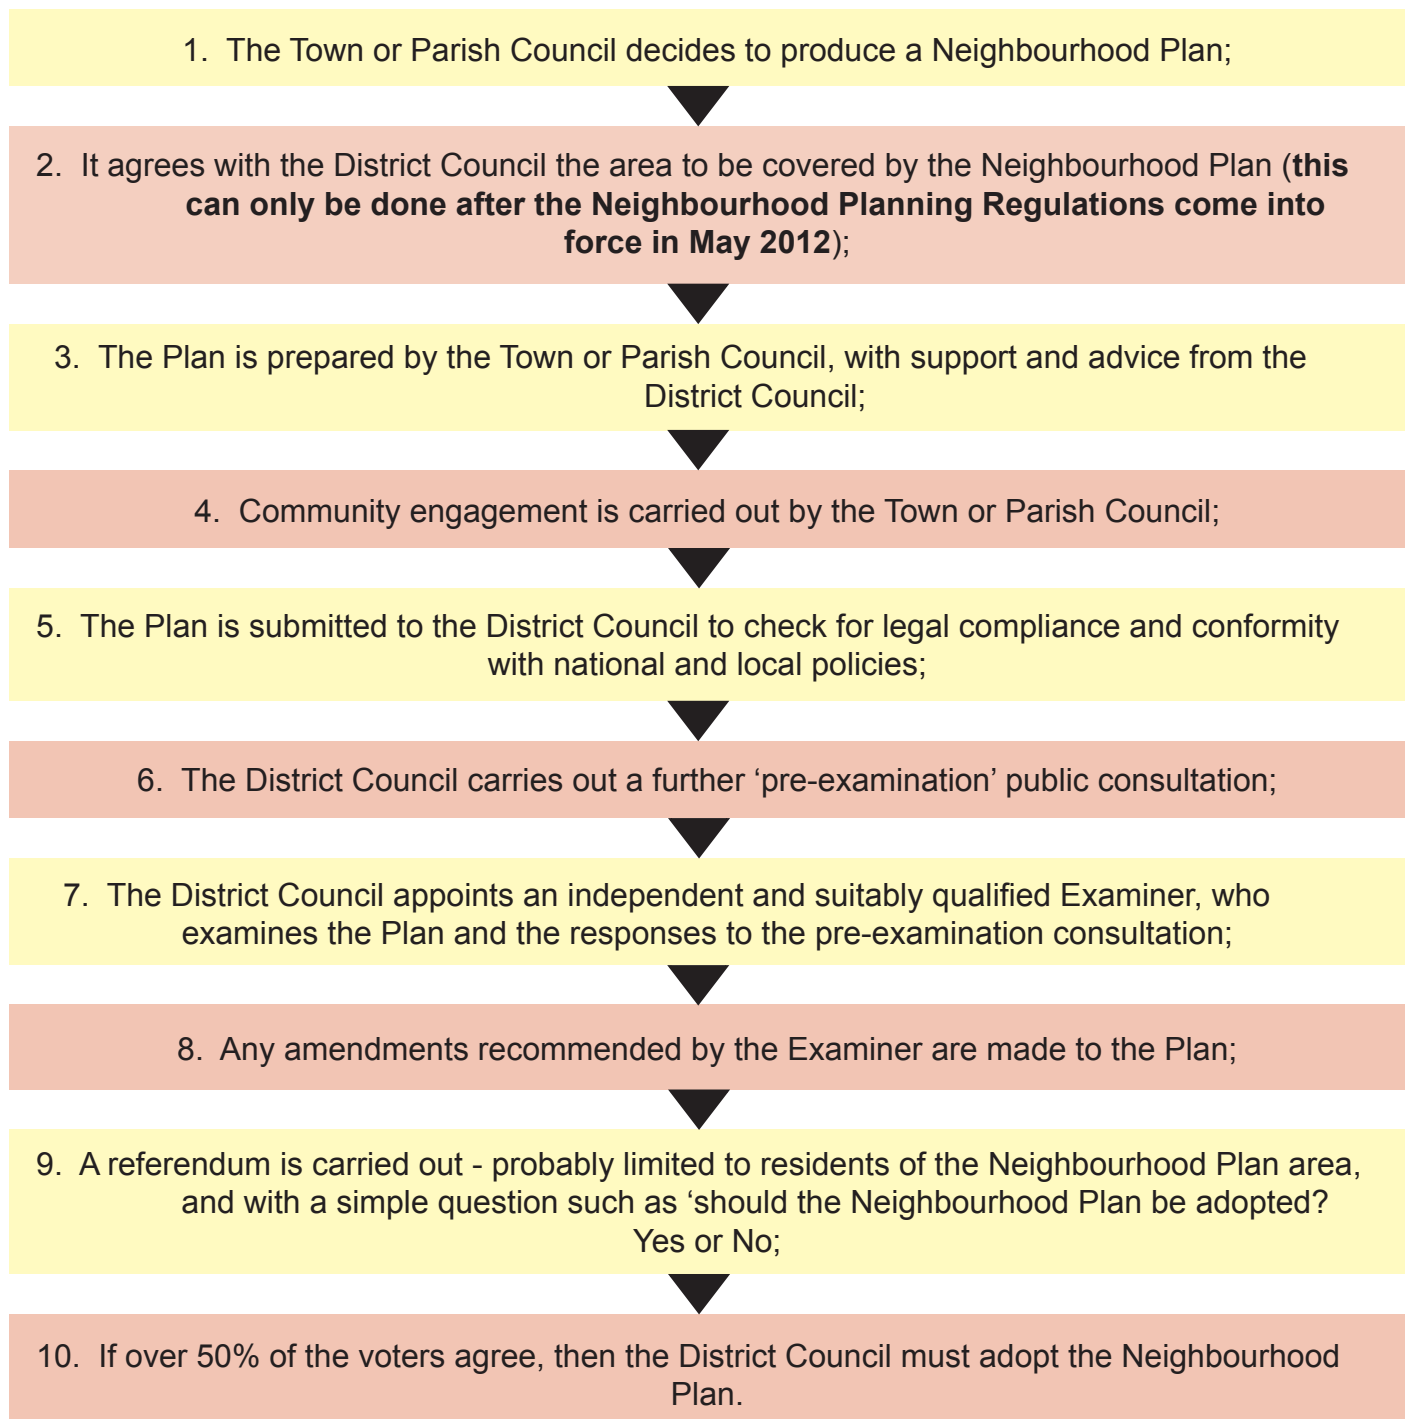 1. The Town or Parish Council decides to produce a Neighbourhood Plan;
2. It agrees with the District Council the area to be covered by the Neighbourhood Plan (this
can only be done after the Neighbourhood Planning Regulations come into
force in May 2012);
3. The Plan is prepared by the Town or Parish Council, with support and advice from the
District Council;
4. Community engagement is carried out by the Town or Parish Council;
5. The Plan is submitted to the District Council to check for legal compliance and conformity
with national and local policies;
6. The District Council carries out a further ‘pre-examination’ public consultation;
7. The District Council appoints an independent and suitably qualified Examiner, who
examines the Plan and the responses to the pre-examination consultation;
8. Any amendments recommended by the Examiner are made to the Plan;
9. A referendum is carried out - probably limited to residents of the Neighbourhood Plan area,
and with a simple question such as ‘should the Neighbourhood Plan be adopted?
Yes or No;
10. If over 50% of the voters agree, then the District Council must adopt the Neighbourhood
Plan.